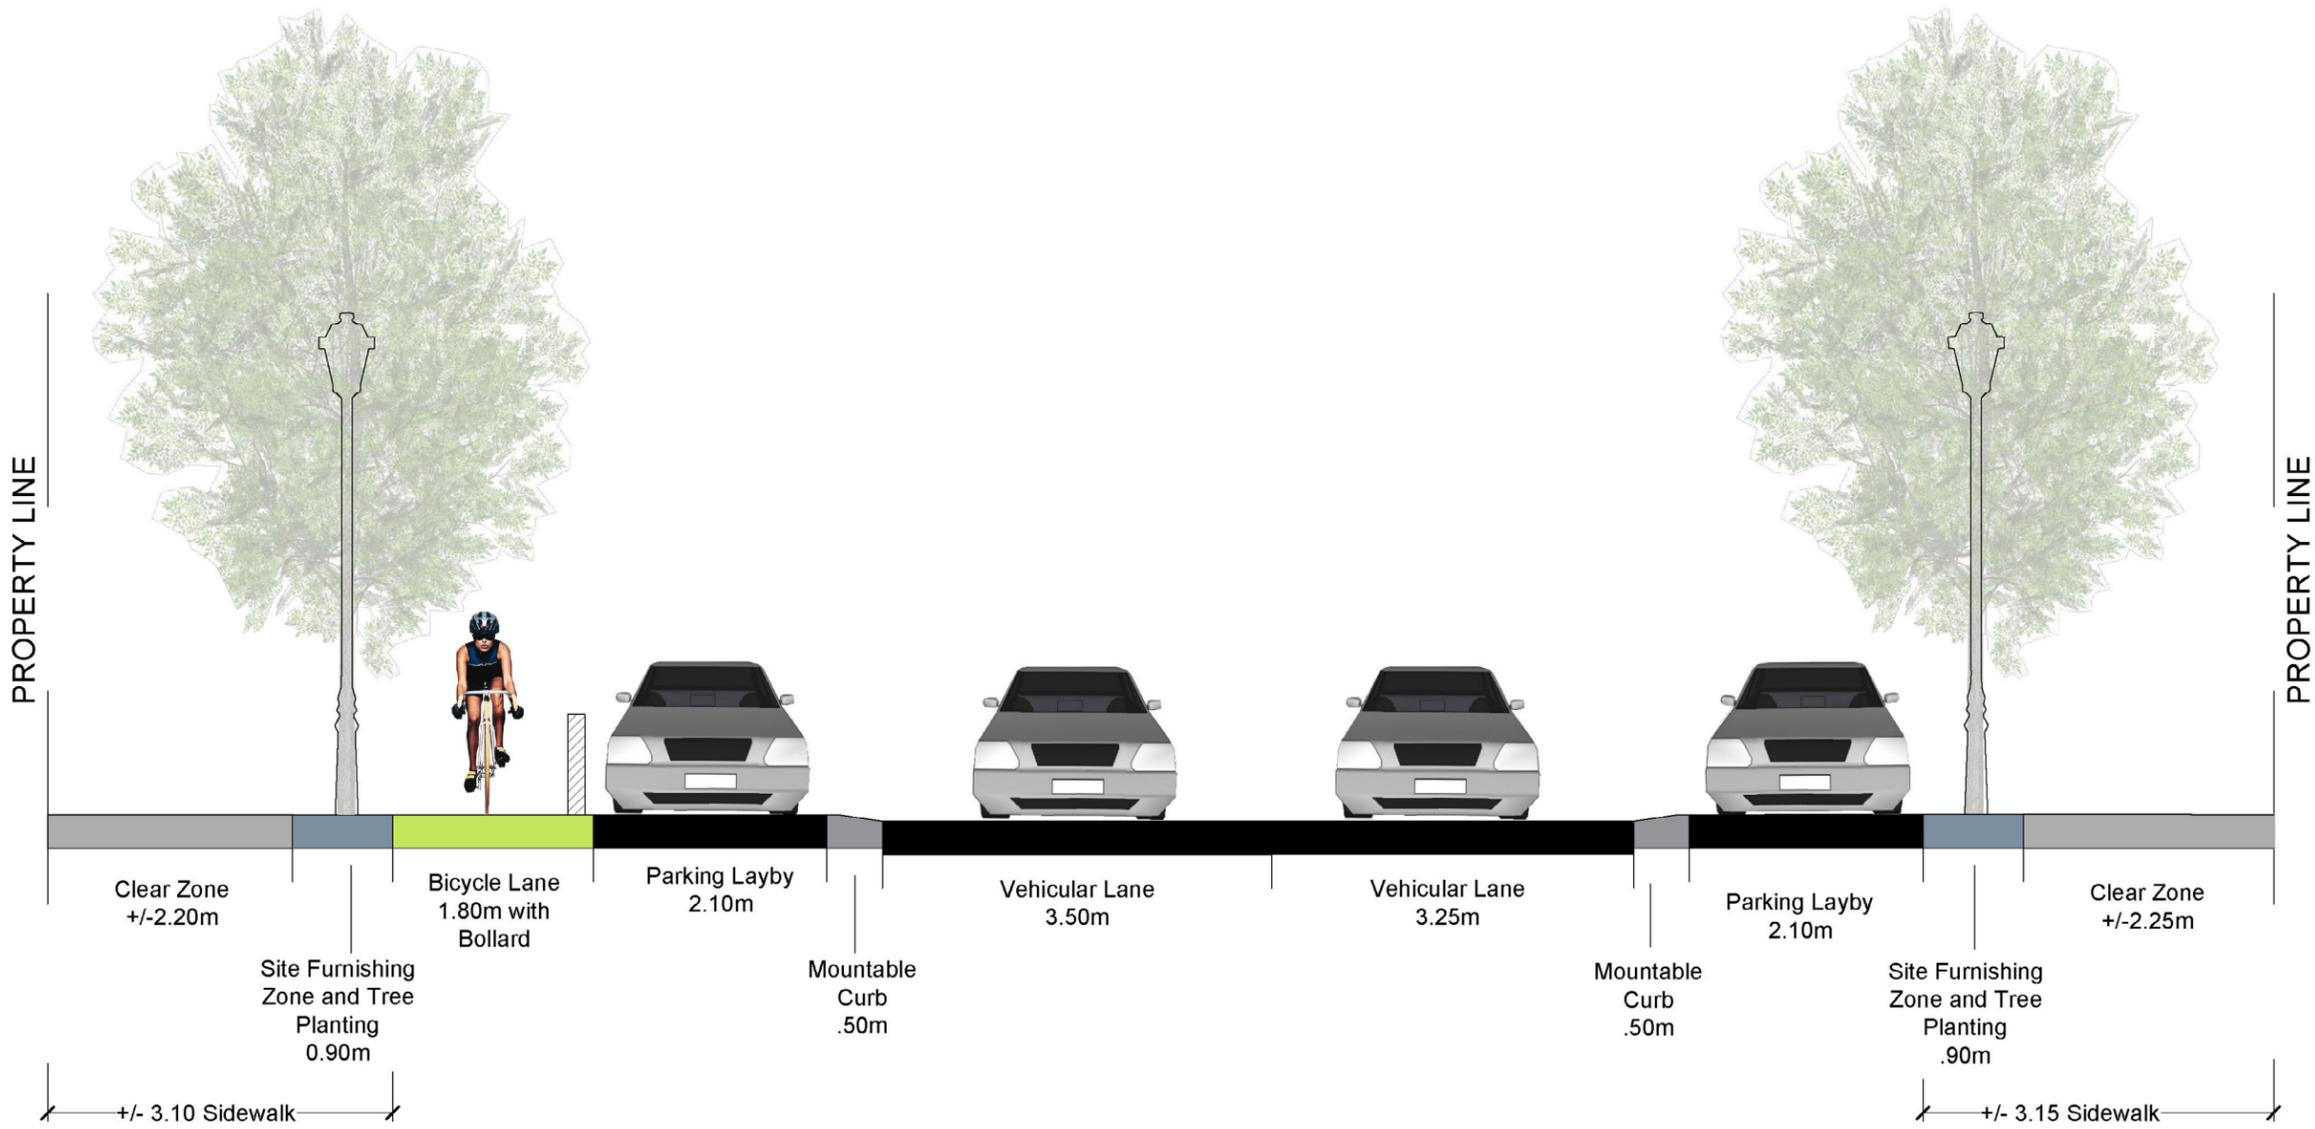 PROPERTY LINE
PROPERTY LINE
Clear Zone
+/-2.20m
Site Furnishing
Zone and Tree
Planting
0.90m
Bicycle Lane
1.80m with
Bollard
Parking Layby
2.10m
Mountable
Curb
.50m
Vehicular Lane
3.50m
Vehicular Lane
3.25m
Mountable
Curb
.50m
Parking Layby
2.10m
Site Furnishing
Zone and Tree
Planting
.90m
Clear Zone
+/-2.25m
+/- 3.10 Sidewalk
+/- 3.15 Sidewalk